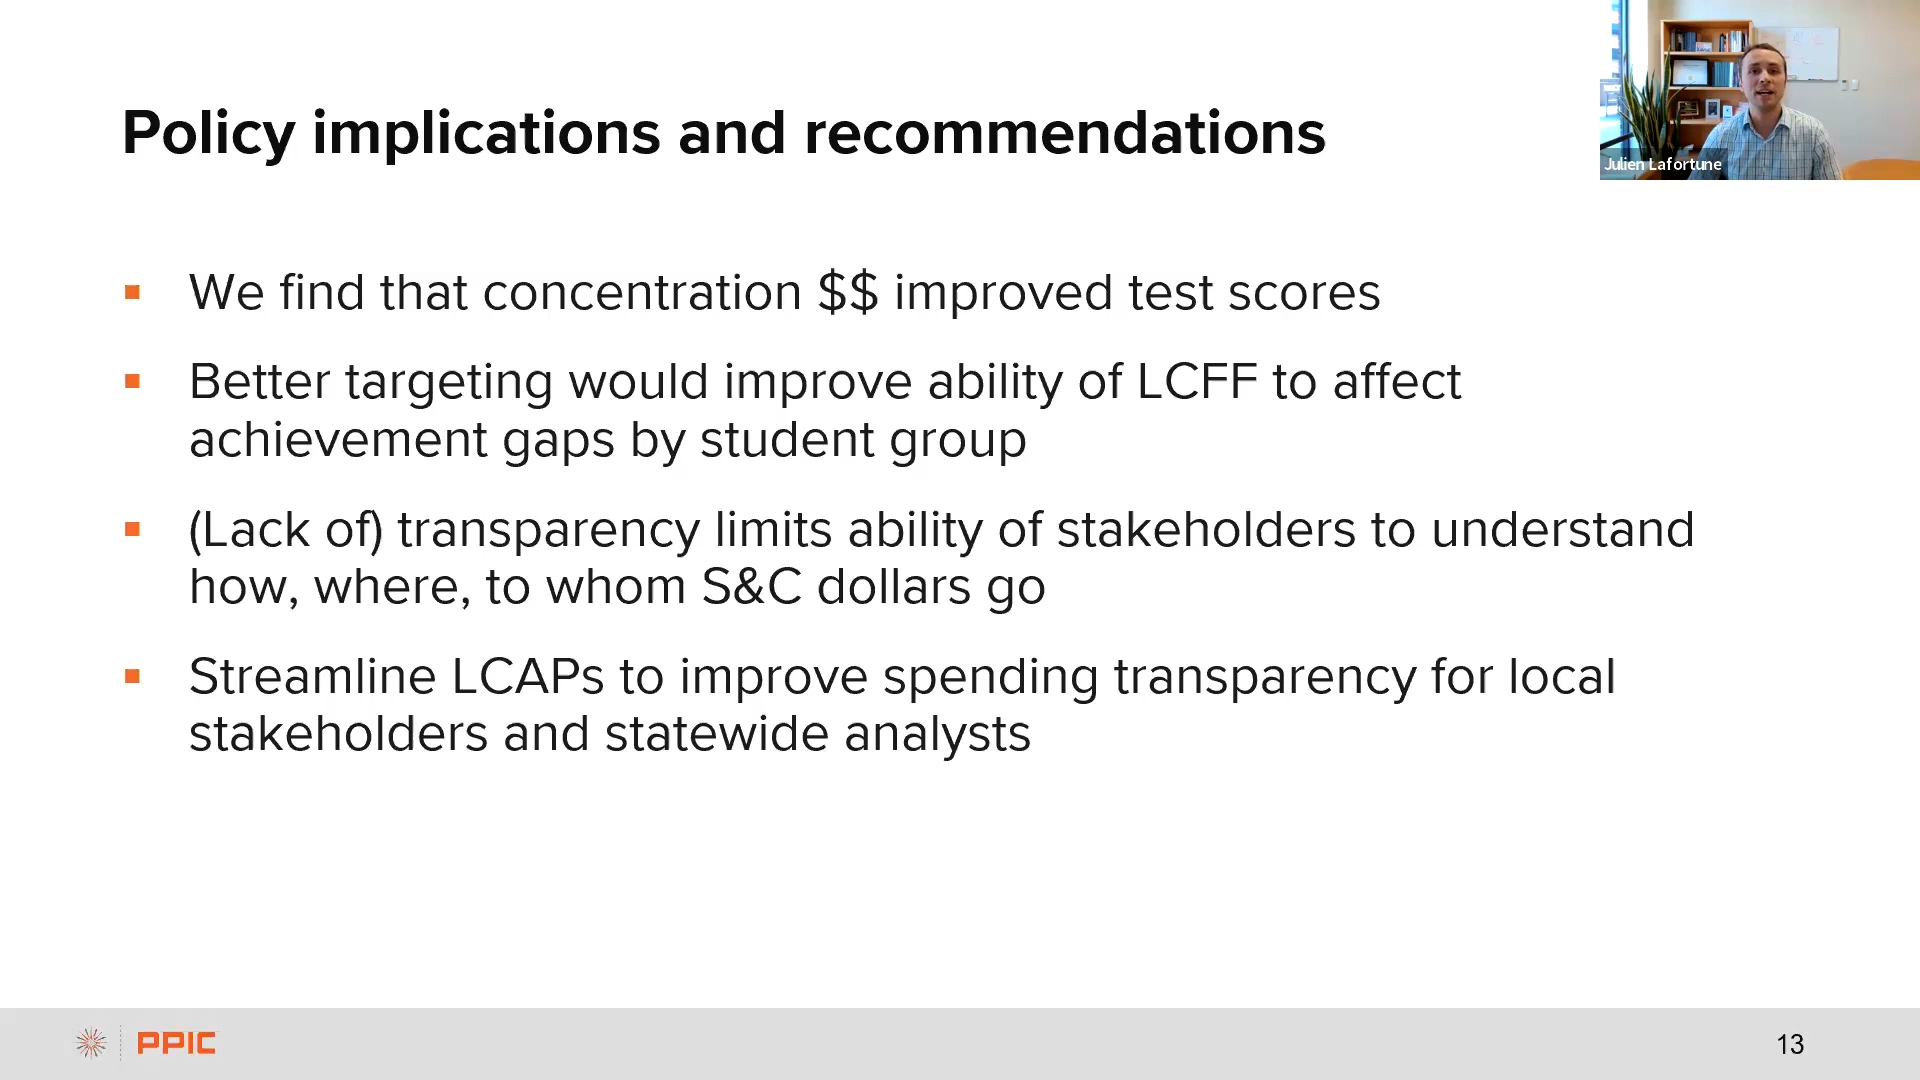 Policy implications and recommendations
Julien Lafortune
We find that concentration $$ improved test scores
Better targeting would improve ability of LCFF to affect
achievement gaps by student group
(Lack of) transparency limits ability of stakeholders to understand
how, where, to whom S&C dollars go
Streamline LCAPs to improve spending transparency for local
stakeholders and statewide analysts
PPIC
13